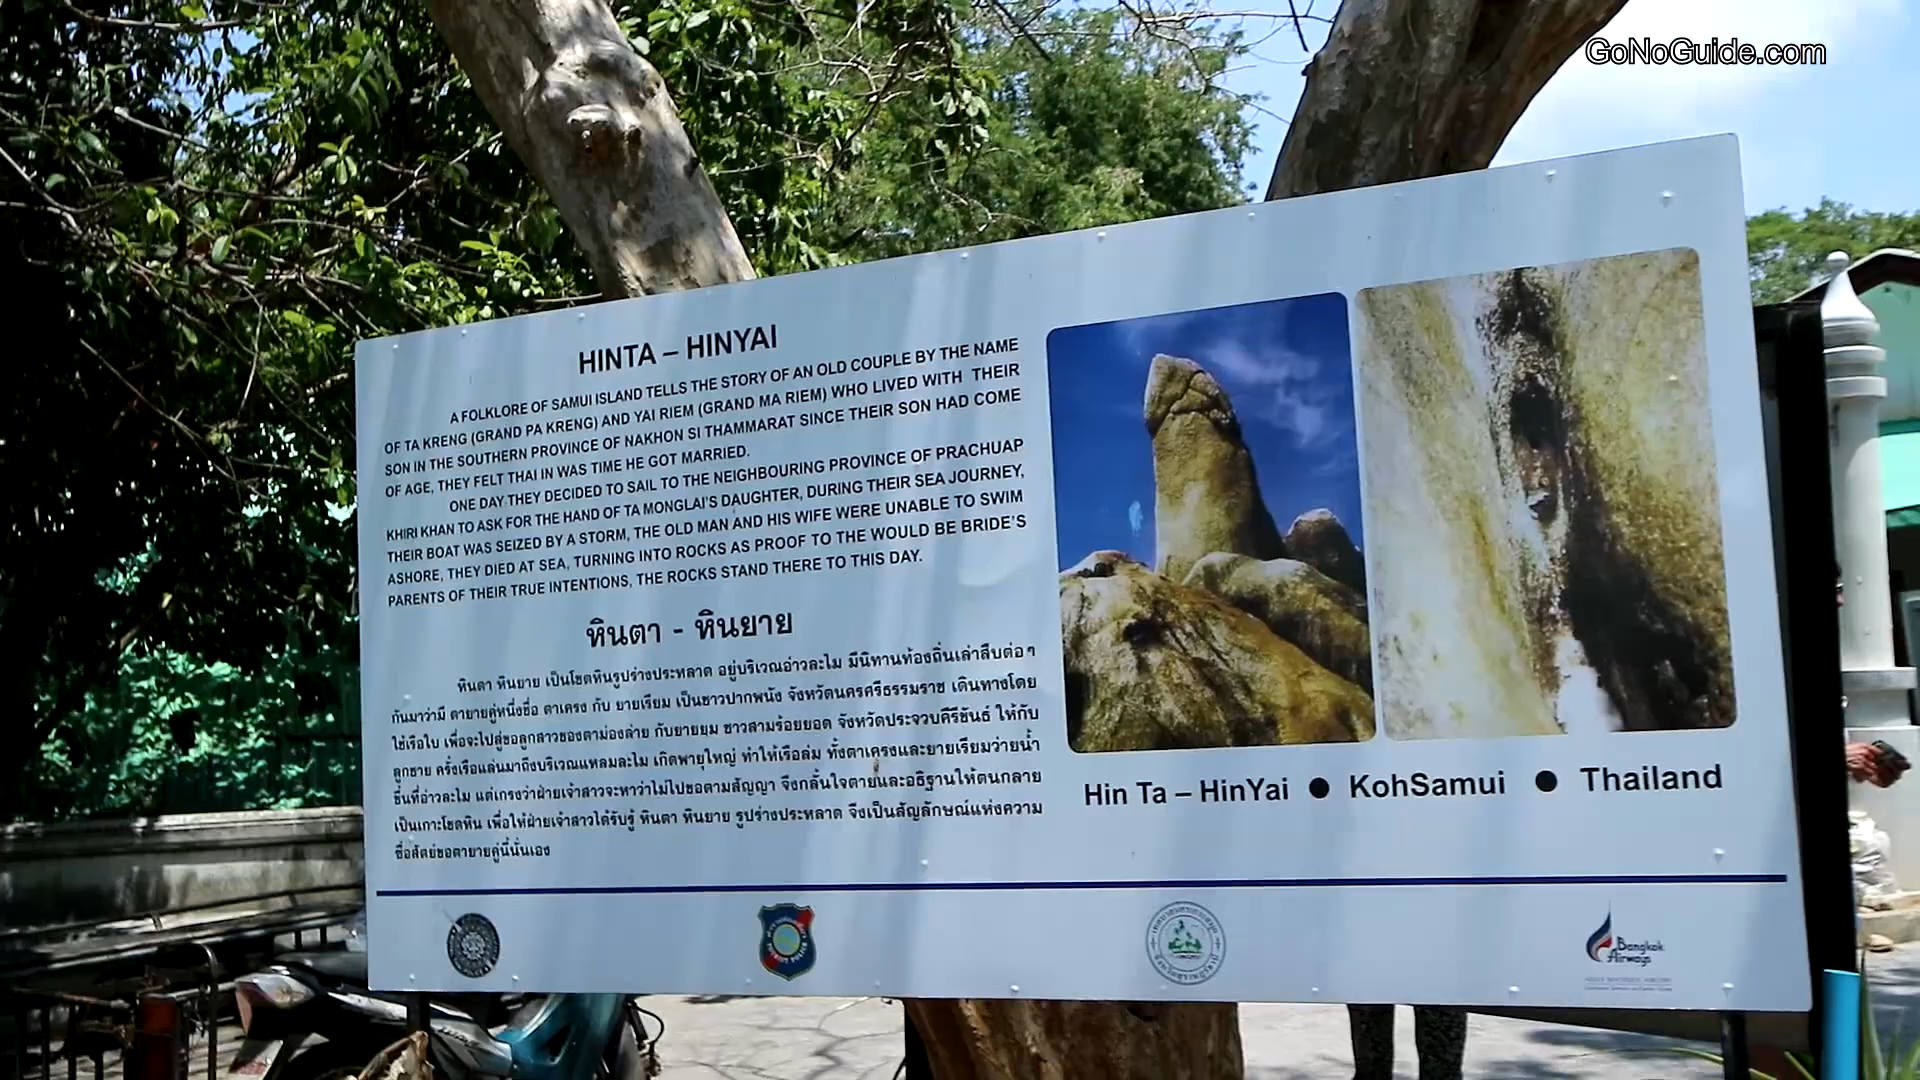 GoNoGuide.com
HINTA – HINYAI
A FOLKLORE OF SAMUI ISLAND TELLS THE STORY OF AN OLD COUPLE BY THE NAME
OF TA KRENG (GRAND PA KRENG) AND YAI RIEM (GRAND MA RIEM) WHO LIVED WITH THEIR
SON IN THE SOUTHERN PROVINCE OF NAKHON SI THAMMARAT SINCE THEIR SON HAD COME
OF AGE, THEY FELT THAI IN WAS TIME HE GOT MARRIED.
ONE DAY THEY DECIDED TO SAIL TO THE NEIGHBOURING PROVINCE OF PRACHUAP
KHIRI KHAN TO ASK FOR THE HAND OF TA MONGLAI'S DAUGHTER, DURING THEIR SEA JOURNEY,
THEIR BOAT WAS SEIZED BY A STORM, THE OLD MAN AND HIS WIFE WERE UNABLE TO SWIM
ASHORE, THEY DIED AT SEA, TURNING INTO ROCKS AS PROOF TO THE WOULD BE BRIDE'S
PARENTS OF THEIR TRUE INTENTIONS, THE ROCKS STAND THERE TO THIS DAY.
หินตา - หินยาย
หินตา หินยาย เป็นโขดหินรูปร่างประหลาด อยู่บริเวณอ่าวละไม มีนิทานท้องถิ่นเล่าสืบต่อๆ
กันมาว่ามี ตายายคู่หนึ่งชื่อ ตาเครง กับ ยายเรียม เป็นชาวปากพนัง จังหวัดนครศรีธรรมราช เดินทางโดย
ใช้เรือใบ เพื่อจะไปสู่ขอลูกสาวของตาม่องล่าย กับยายยม ชาวสามร้อยยอด จังหวัดประจวบคีรีขันธ์ ให้กับ
ลูกชาย ครั้งเรือแล่นมาถึงบริเวณแหลมละไม เกิดพายุใหญ่ ทำให้เรือล่ม ทั้งตาเครงและยายเรียมว่ายน้ำ
ขึ้นที่อ่าวละไม แต่เกรงว่าฝ่ายเจ้าสาวจะหาว่าไม่ไปขอตามสัญญา จึงกลั้นใจตายและอธิฐานให้ตนกลาย
เป็นเกาะโขดหิน เพื่อให้ฝ่ายเจ้าสาวได้รับรู้ หินตา หินยาย รูปร่างประหลาด จึงเป็นสัญลักษณ์แห่งความ
ซื่อสัตย์ของตายายคู่นี้นั่นเอง
Hin Ta – HinYai ● KohSamui ● Thailand
TOURIST POLICE
Bangkok
Airways